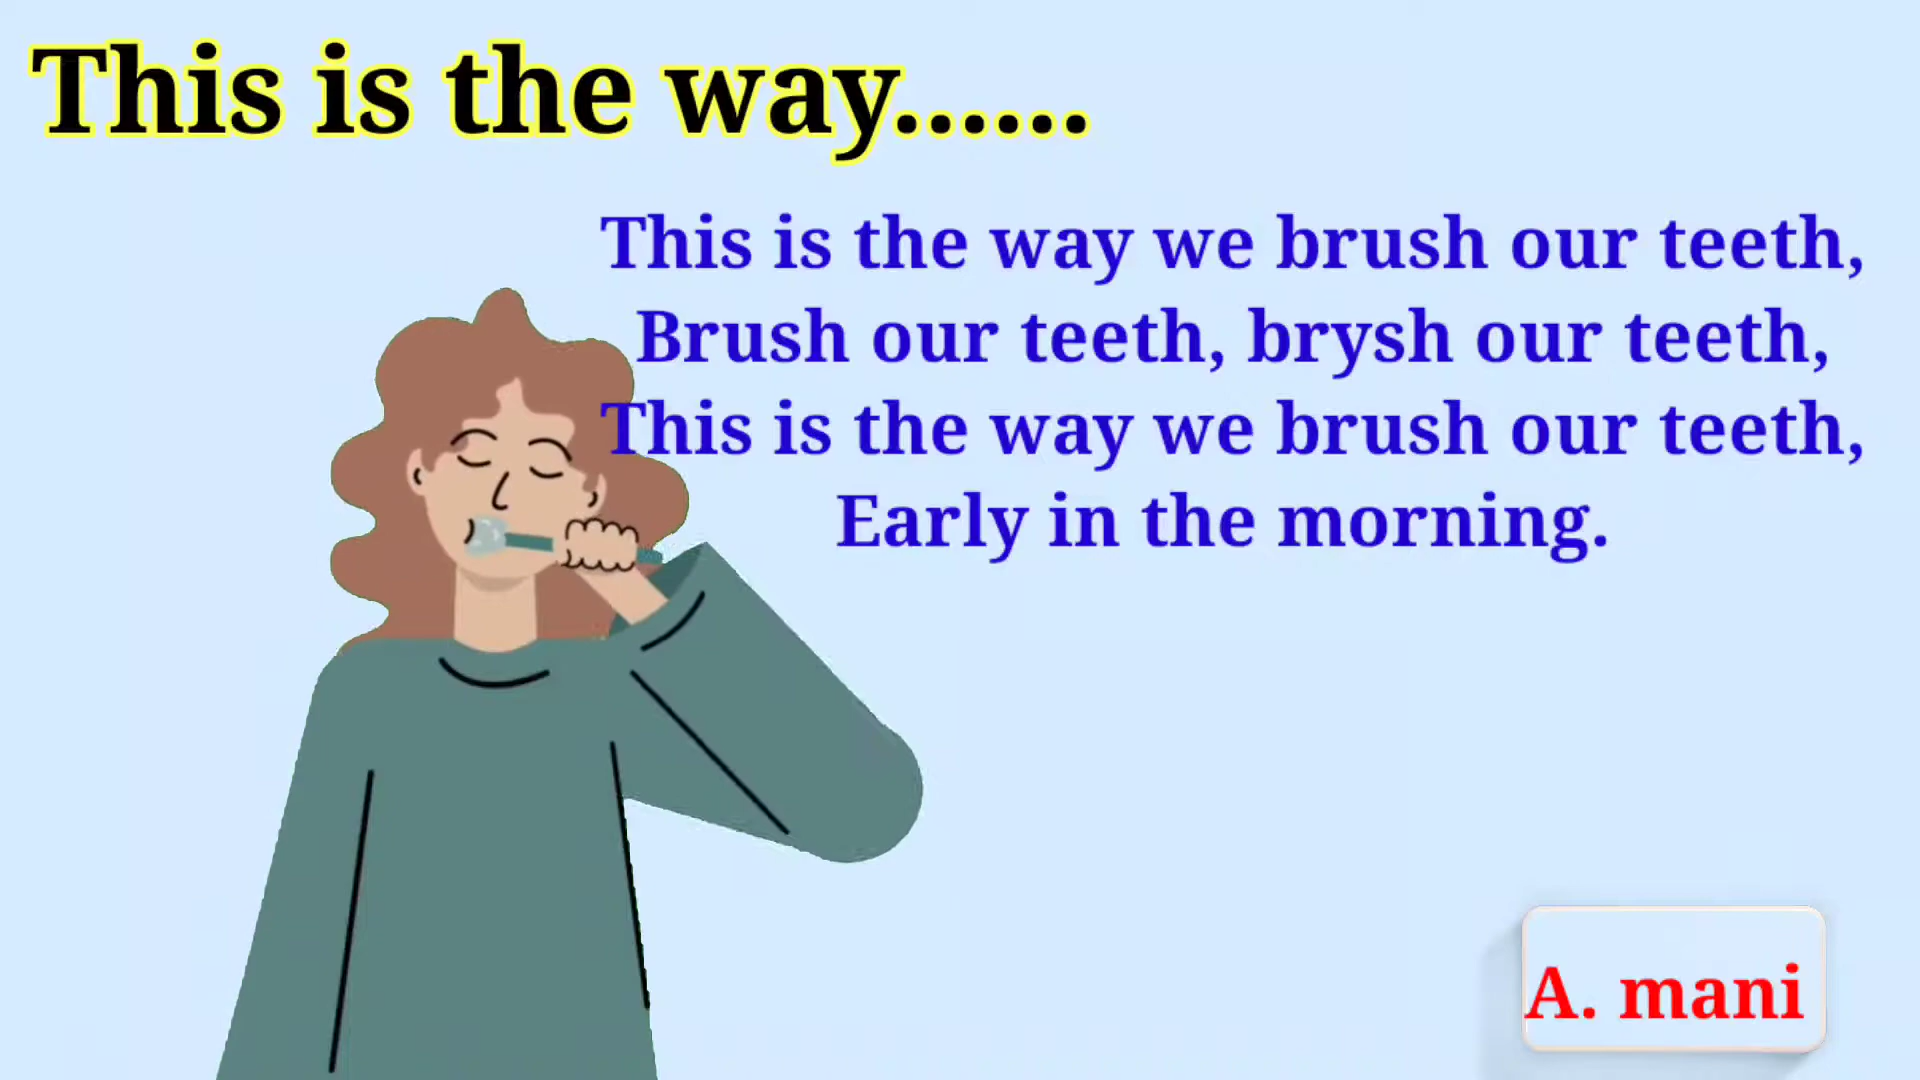 This is the way......
This is the way we brush our teeth,
Brush our teeth, brysh our teeth,
This is the way we brush our teeth,
Early in the morning.
A. mani